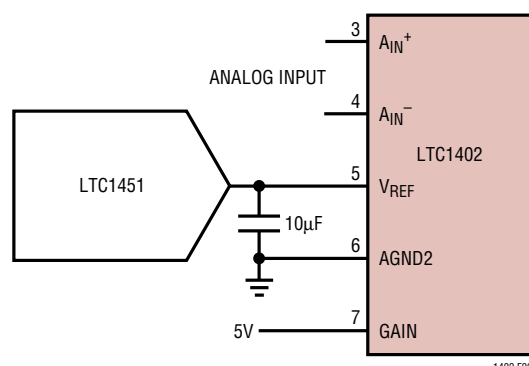 3
A_IN^+
ANALOG INPUT
4
A_IN^–
LTC1402
LTC1451
5
V_REF
10µF
6
AGND2
7
5V
GAIN